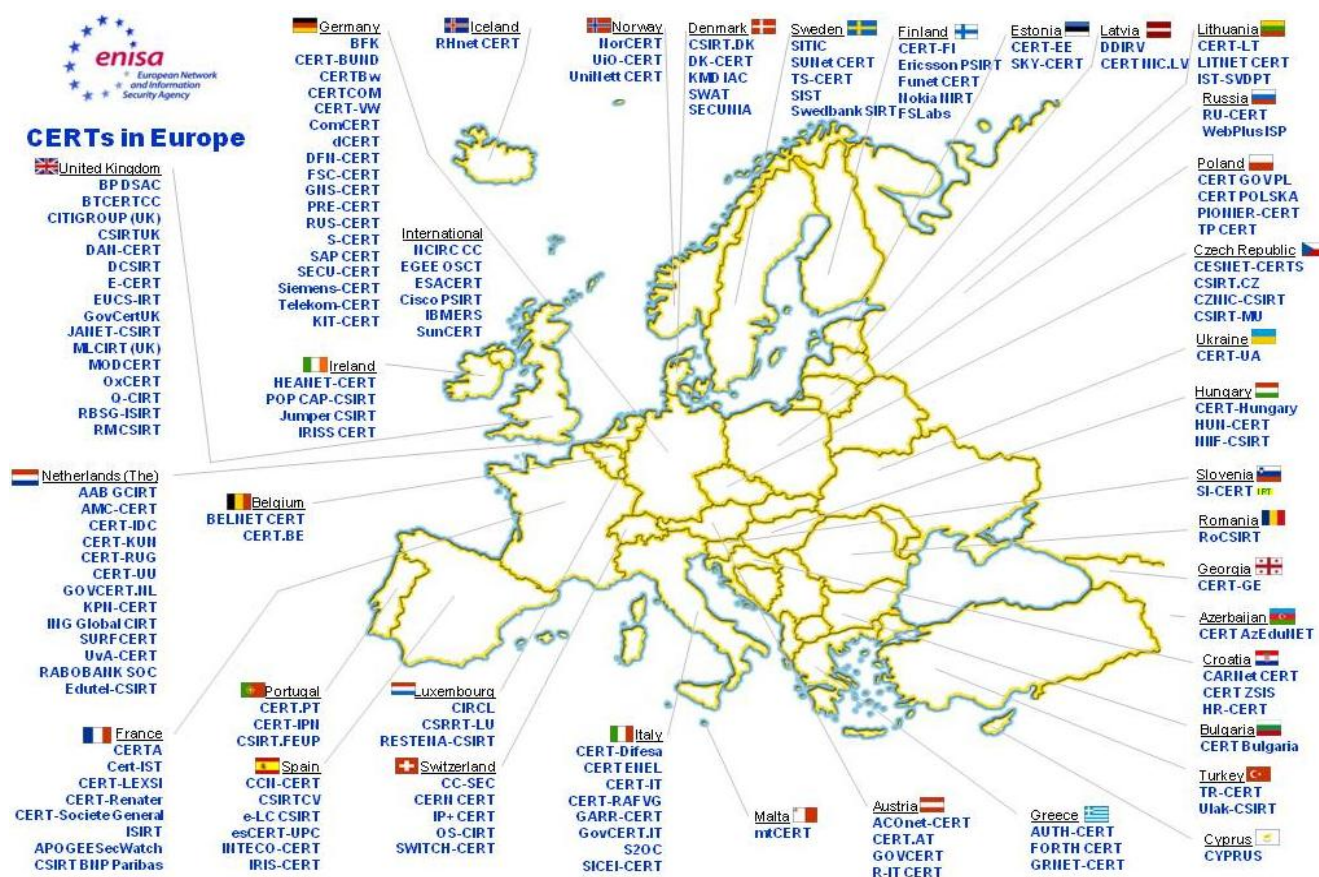 enisa
European Network
and Information
Security Agency
CERTs in Europe
United Kingdom
BP DSAC
BTCERTCC
CITIGROUP (UK)
CSIRTUK
DAN-CERT
DCSIRT
E-CERT
EUCS-IRT
GovCertUK
JANET-CSIRT
MLCIRT (UK)
MODCERT
OxCERT
Q-CIRT
RBSG-ISIRT
RMCSIRT
Germany
BFK
CERT-BUND
CERTBw
CERTCOM
CERT-VW
ComCERT
dCERT
DFN-CERT
FSC-CERT
GNS-CERT
PRE-CERT
RUS-CERT
S-CERT
SAP CERT
SECU-CERT
Siemens-CERT
Telekom-CERT
KIT-CERT
Iceland
RHnet CERT
International
NCIRC CC
EGEE OSCT
ESACERT
Cisco PSIRT
IBMERS
SunCERT
Ireland
HEANET-CERT
POP CAP-CSIRT
Jumper CSIRT
IRISS CERT
Norway
NorCERT
UiO-CERT
UniNett CERT
Denmark
CSIRT.DK
DK-CERT
KMD IAC
SWAT
SECUNIA
Sweden
SITIC
SUNet CERT
TS-CERT
SIST
Swedbank SIRT
Finland
CERT-FI
Ericsson PSIRT
Funet CERT
Nokia NIRT
FSLabs
Estonia
CERT-EE
SKY-CERT
Latvia
DDIRV
CERT NIC.LV
Lithuania
CERT-LT
LITNET CERT
IST-SVDPT
Russia
RU-CERT
WebPlus ISP
Poland
CERT GOV PL
CERT POLSKA
PIONIER-CERT
TP CERT
Czech Republic
CESNET-CERTS
CSIRT.CZ
CZNIC-CSIRT
CSIRT-MU
Ukraine
CERT-UA
Hungary
CERT-Hungary
HUN-CERT
NIIF-CSIRT
Slovenia
SI-CERT
Romania
RoCSIRT
Georgia
CERT-GE
Azerbaijan
CERT AzEduNET
Croatia
CARNet CERT
CERT ZSIS
HR-CERT
Bulgaria
CERT Bulgaria
Turkey
TR-CERT
Ulak-CSIRT
Cyprus
CYPRUS
Netherlands (The)
AAB GCIRT
AMC-CERT
CERT-IDC
CERT-KUN
CERT-RUG
CERT-UU
GOVCERT.NL
KPN-CERT
ING Global CIRT
SURFCERT
UvA-CERT
RABOBANK SOC
Edutel-CSIRT
Belgium
BELNET CERT
CERT.BE
France
CERTA
Cert-IST
CERT-LEXSI
CERT-Renater
CERT-Societe General
ISIRT
APOGEE SecWatch
CSIRT BNP Paribas
Portugal
CERT.PT
CERT-IPN
CSIRT.FEUP
Spain
CCN-CERT
CSIRTCV
e-LC CSIRT
esCERT-UPC
INTECO-CERT
IRIS-CERT
Luxembourg
CIRCL
CSRRT-LU
RESTENA-CSIRT
Switzerland
CC-SEC
CERN CERT
IP+ CERT
OS-CIRT
SWITCH-CERT
Italy
CERT-Difesa
CERT ENEL
CERT-IT
CERT-RAFVG
GARR-CERT
GovCERT.IT
S2OC
SICEI-CERT
Malta
mtCERT
Austria
ACOnet-CERT
CERT.AT
GOVCERT
R-IT CERT
Greece
AUTH-CERT
FORTH CERT
GRNET-CERT